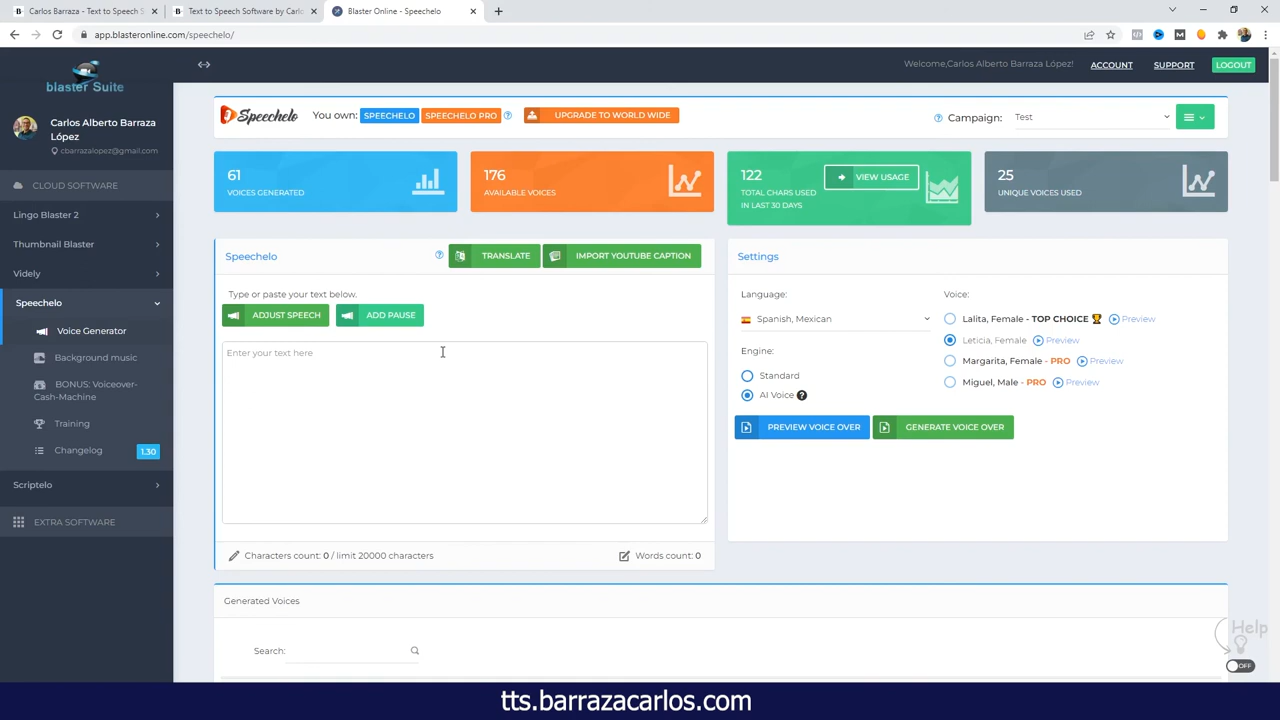 Carlos Barraza - Text to Speech S
Text to Speech Software by Carlo
Blaster Online - Speechelo
app.blasteronline.com/speechelo/
blaster Suite
Welcome,Carlos Alberto Barraza López!
ACCOUNT
SUPPORT
LOGOUT
Carlos Alberto Barraza
López
cbarrazalopez@gmail.com
CLOUD SOFTWARE
Lingo Blaster 2
Thumbnail Blaster
Videly
Speechelo
Voice Generator
Background music
BONUS: Voiceover-
Cash-Machine
Training
Changelog
1.30
Scriptelo
EXTRA SOFTWARE
Speechelo
You own:
SPEECHELO
SPEECHELO PRO
UPGRADE TO WORLD WIDE
Campaign:
Test
61
VOICES GENERATED
176
AVAILABLE VOICES
122
TOTAL CHARS USED
IN LAST 30 DAYS
VIEW USAGE
25
UNIQUE VOICES USED
Speechelo
TRANSLATE
IMPORT YOUTUBE CAPTION
Type or paste your text below.
ADJUST SPEECH
ADD PAUSE
Enter your text here
Characters count: 0 / limit 20000 characters
Words count: 0
Settings
Language:
Spanish, Mexican
Engine:
Standard
AI Voice
Voice:
Lalita, Female - TOP CHOICE
Preview
Leticia, Female
Preview
Margarita, Female - PRO
Preview
Miguel, Male - PRO
Preview
PREVIEW VOICE OVER
GENERATE VOICE OVER
Generated Voices
Search:
Help
OFF
tts.barrazacarlos.com